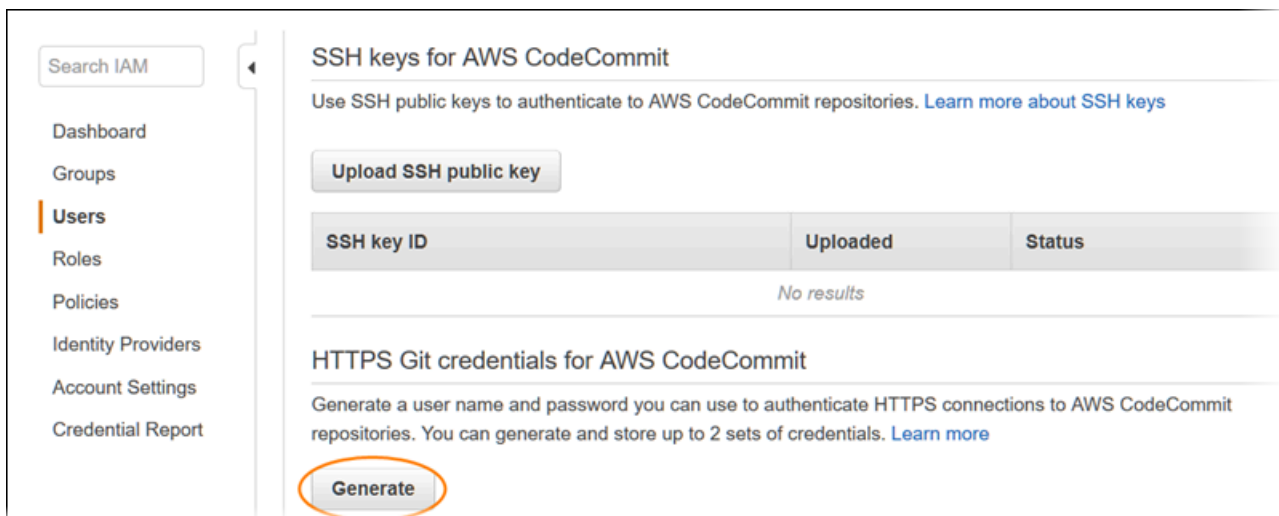 Search IAM
Dashboard
Groups
Users
Roles
Policies
Identity Providers
Account Settings
Credential Report
SSH keys for AWS CodeCommit
Use SSH public keys to authenticate to AWS CodeCommit repositories. Learn more about SSH keys
Upload SSH public key
SSH key ID Uploaded Status
No results
HTTPS Git credentials for AWS CodeCommit
Generate a user name and password you can use to authenticate HTTPS connections to AWS CodeCommit
repositories. You can generate and store up to 2 sets of credentials. Learn more
Generate